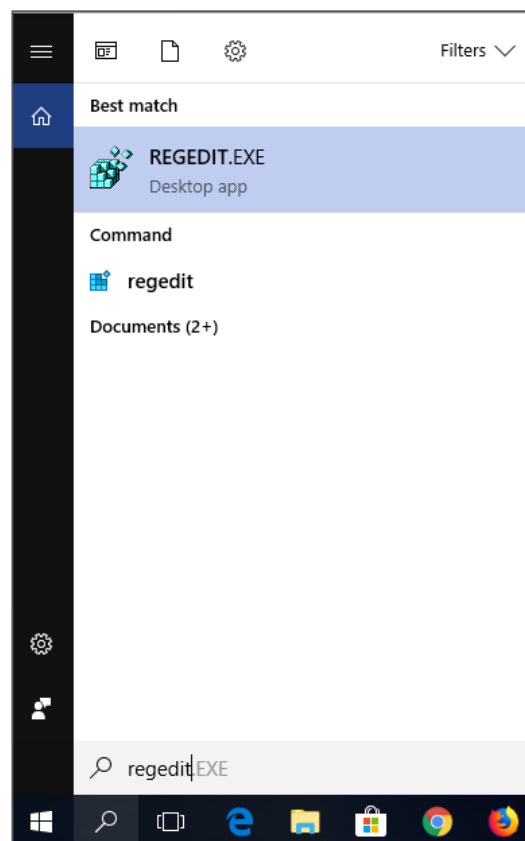 Filters
Best match
REGEDIT.EXE
Desktop app
Command
regedit
Documents (2+)
regedit.EXE